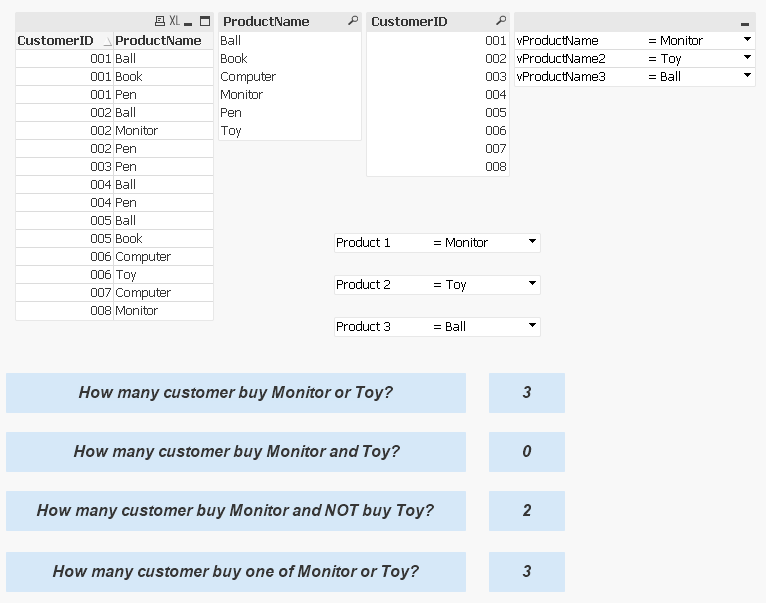 XL
CustomerID ProductName
001 Ball
001 Book
001 Pen
002 Ball
002 Monitor
002 Pen
003 Pen
004 Ball
004 Pen
005 Ball
005 Book
006 Computer
006 Toy
007 Computer
008 Monitor
ProductName
Ball
Book
Computer
Monitor
Pen
Toy
CustomerID
001
002
003
004
005
006
007
008
vProductName = Monitor
vProductName2 = Toy
vProductName3 = Ball
Product 1 = Monitor
Product 2 = Toy
Product 3 = Ball
How many customer buy Monitor or Toy? 3
How many customer buy Monitor and Toy? 0
How many customer buy Monitor and NOT buy Toy? 2
How many customer buy one of Monitor or Toy? 3